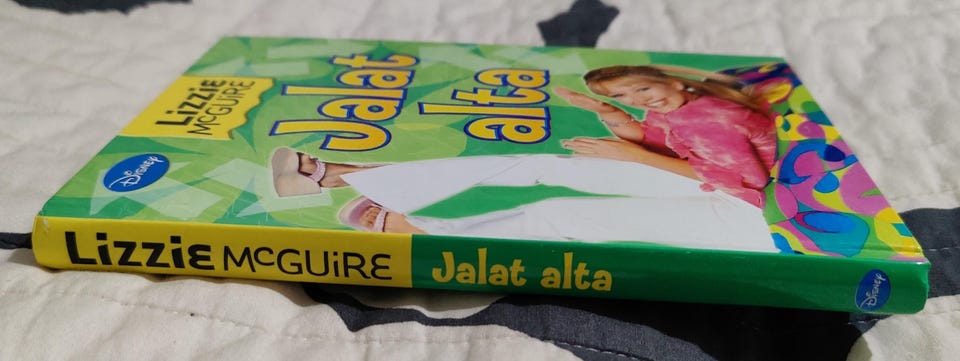 Lizzie
McGUiRE
Jalat
alta
Disney
Lizzie McGUiRE
Jalat alta
Disney